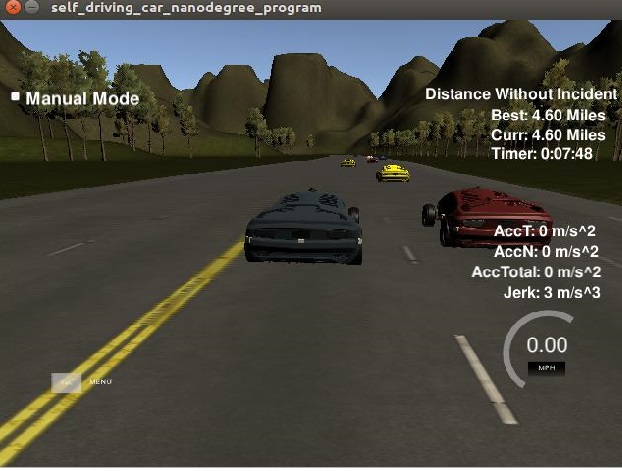 self_driving_car_nanodegree_program
Manual Mode
Distance Without Incident
Best: 4.60 Miles
Curr: 4.60 Miles
Timer: 0:07:48
AccT: 0 m/s^2
AccN: 0 m/s^2
AccTotal: 0 m/s^2
Jerk: 3 m/s^3
0.00
MPH
MENU